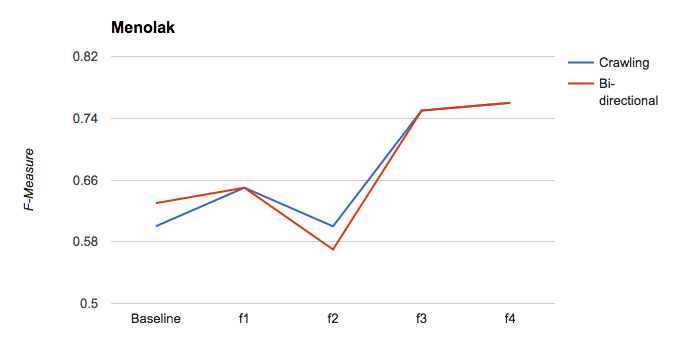 Menolak
0.82
0.74
0.66
0.58
0.5
F-Measure
Baseline f1 f2 f3 f4
Crawling
Bi-
directional